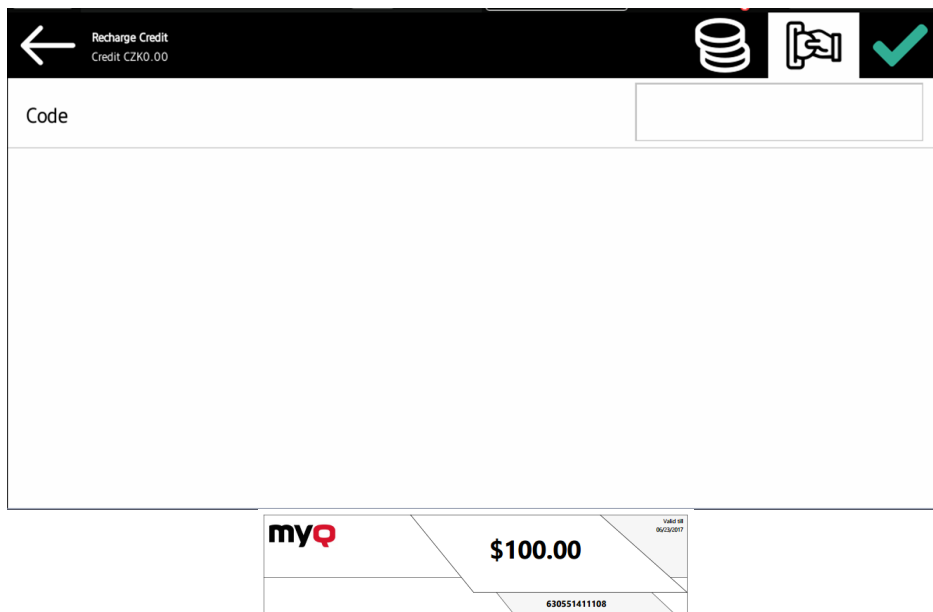 Recharge Credit
Credit CZK0.00
Code
myQ
$100.00
Valid till
06/23/2017
630551411108